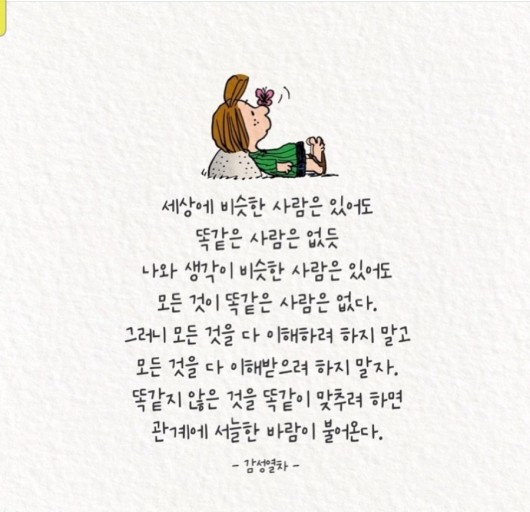 세상에 비슷한 사람은 있어도
똑같은 사람은 없듯
나와 생각이 비슷한 사람은 있어도
모든 것이 똑같은 사람은 없다.
그러니 모든 것을 다 이해하려 하지 말고
모든 것을 다 이해받으려 하지 말자.
똑같지 않은 것을 똑같이 맞추려 하면
관계에 서늘한 바람이 불어온다.
- 감성열차 -